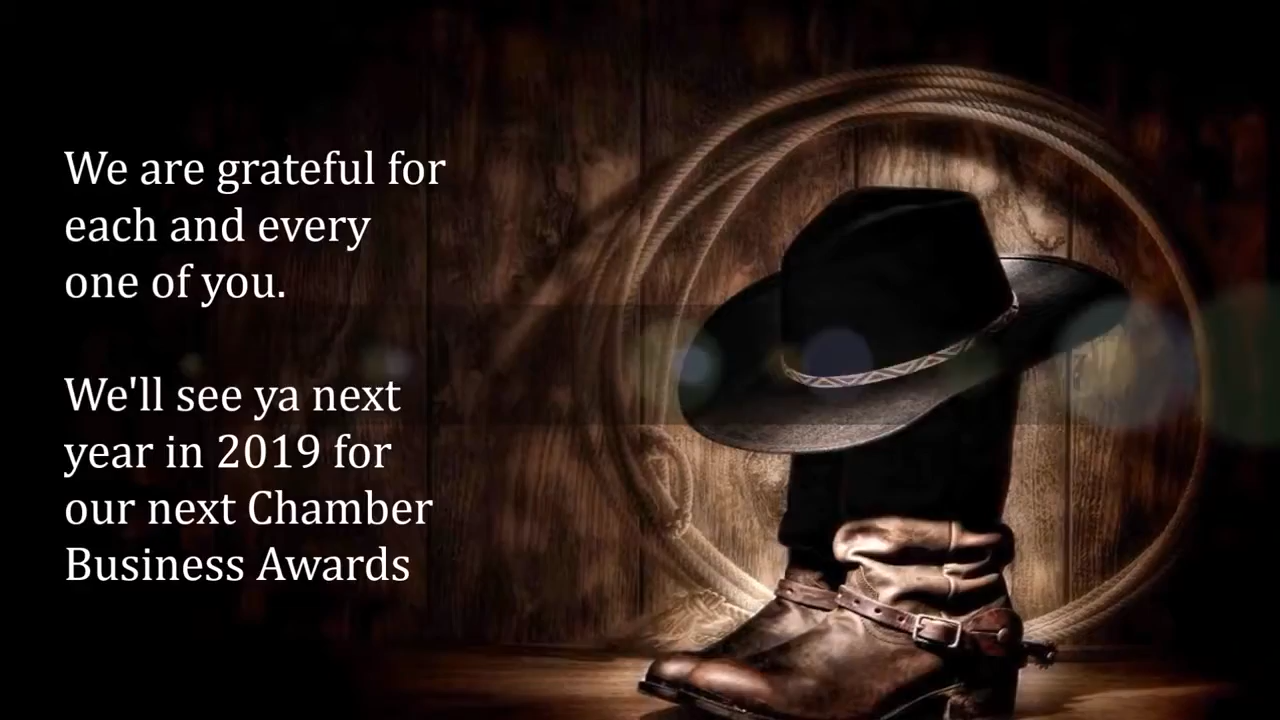 We are grateful for
each and every
one of you.
We'll see ya next
year in 2019 for
our next Chamber
Business Awards